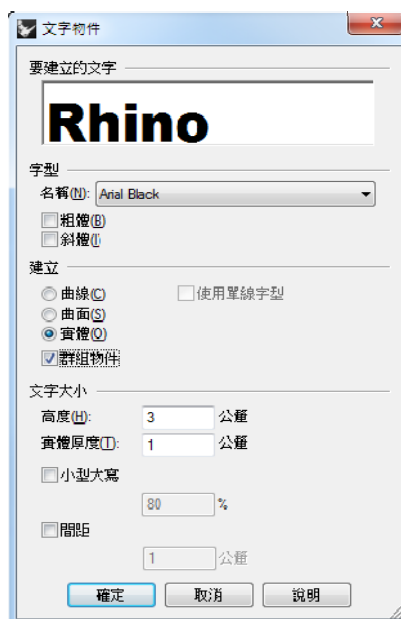 文字物件
要建立的文字
Rhino
字型
名稱(N): Arial Black
粗體(B)
斜體(I)
建立
曲線(C) 使用單線字型
曲面(S)
實體(O)
群組物件
文字大小
高度(H): 3 公釐
實體厚度(T): 1 公釐
小型大寫
80 %
間距
1 公釐
確定 取消 說明